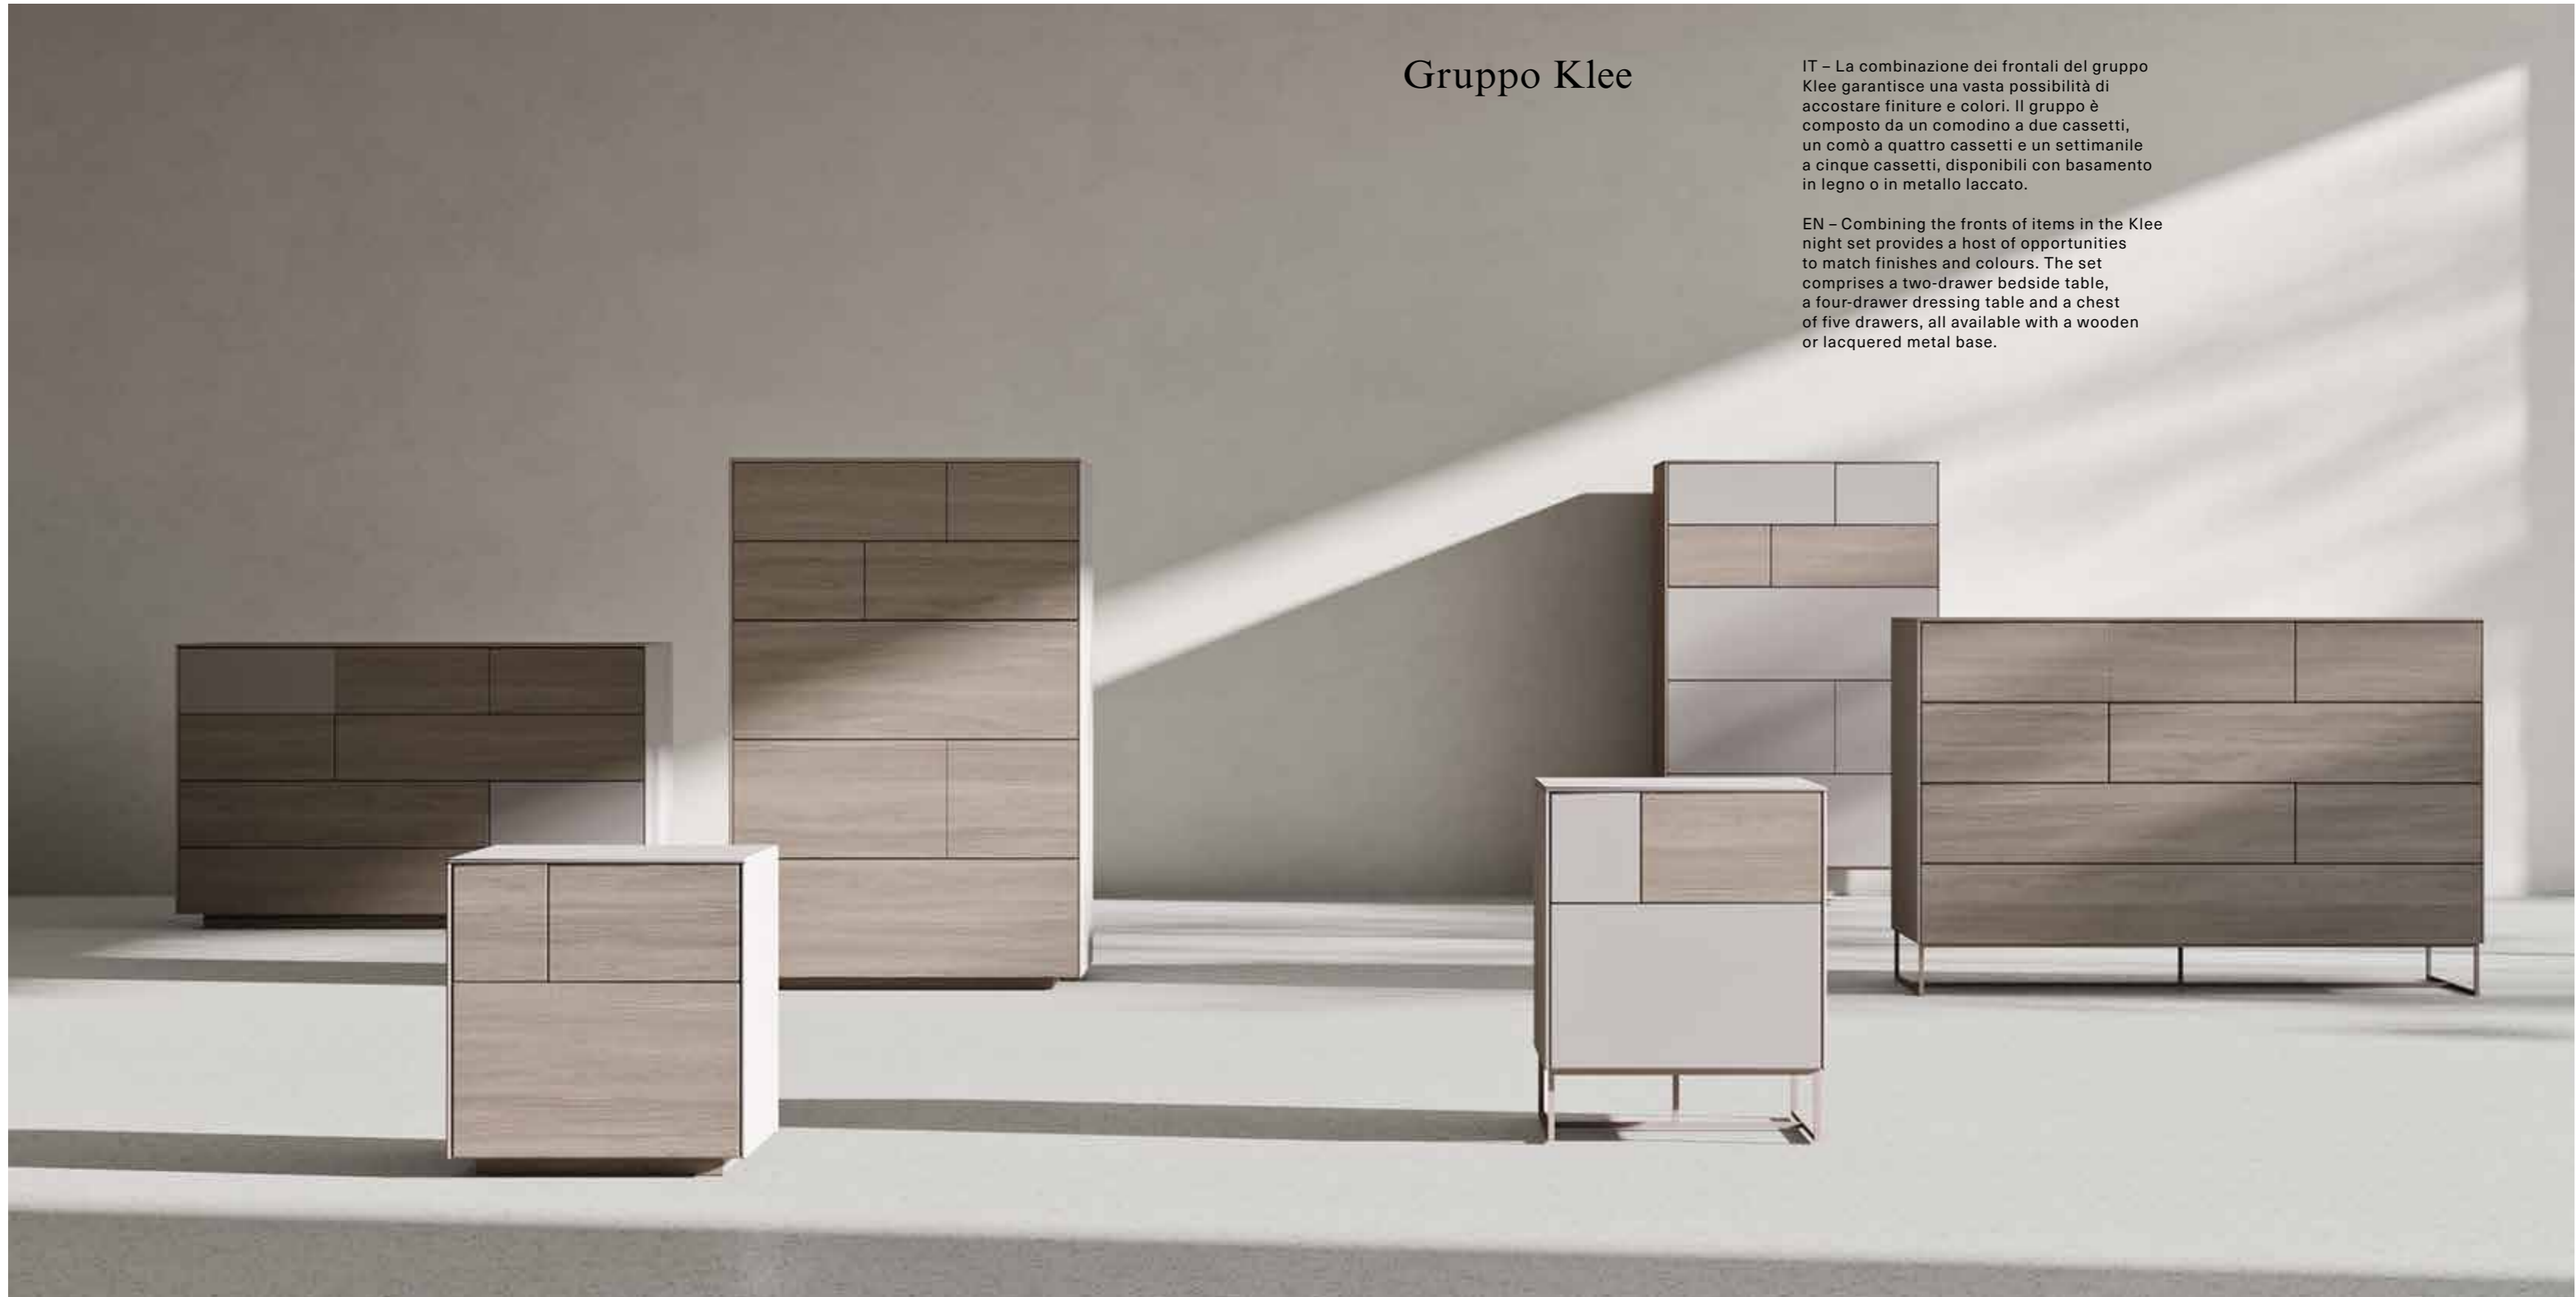 Gruppo Klee
IT – La combinazione dei frontali del gruppo
Klee garantisce una vasta possibilità di
accostare finiture e colori. Il gruppo è
composto da un comodino a due cassetti,
un comò a quattro cassetti e un settimanile
a cinque cassetti, disponibili con basamento
in legno o in metallo laccato.
EN – Combining the fronts of items in the Klee
night set provides a host of opportunities
to match finishes and colours. The set
comprises a two-drawer bedside table,
a four-drawer dressing table and a chest
of five drawers, all available with a wooden
or lacquered metal base.